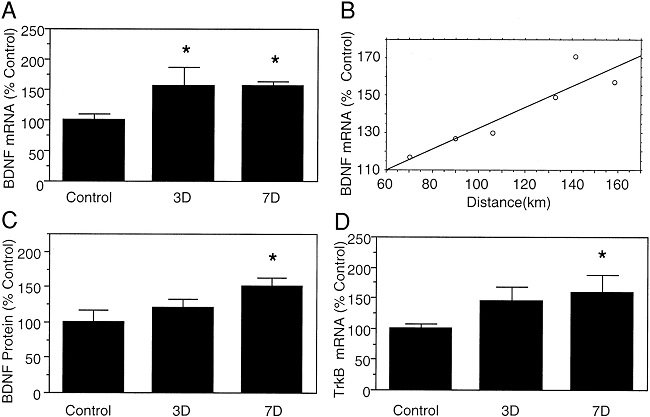 A
BDNF mRNA (% Control)
250
200
150
100
50
0
*
*
Control 3D 7D
B
BDNF mRNA (% Control)
170
150
130
110
60 80 100 120 140 160
Distance(km)
C
BDNF Protein (% Control)
200
150
100
50
0
*
Control 3D 7D
D
TrkB mRNA (% Control)
250
200
150
100
50
0
*
Control 3D 7D